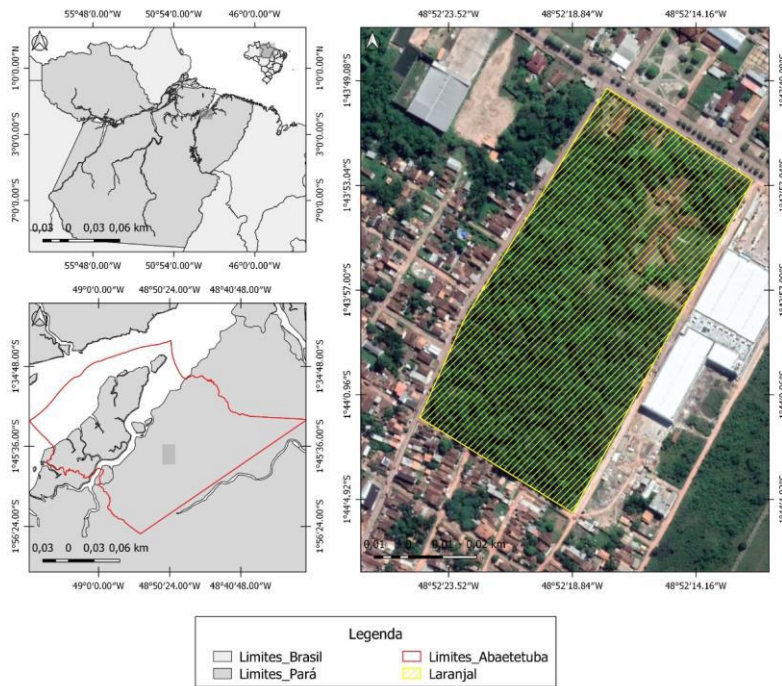 55°48'0.00"W 50°54'0.00"W 46°0'0.00"W
1°0'0.00"N 1°0'0.00"N
3°0'0.00"S 3°0'0.00"S
7°0'0.00"S 7°0'0.00"S
0,03 0 0,03 0,06 km
55°48'0.00"W 50°54'0.00"W 46°0'0.00"W
49°0'0.00"W 48°50'24.00"W 48°40'48.00"W
1°34'48.00"S 1°34'48.00"S
1°45'36.00"S 1°45'36.00"S
1°56'24.00"S 1°56'24.00"S
0,03 0 0,03 0,06 km
49°0'0.00"W 48°50'24.00"W 48°40'48.00"W
48°52'23.52"W 48°52'18.84"W 48°52'14.16"W
1°43'49.08"S
1°43'53.04"S
1°43'57.00"S
1°44'0.96"S
1°44'4.92"S
0,01 0 0,01 0,02 km
48°52'23.52"W 48°52'18.84"W 48°52'14.16"W
Legenda
Limites_Brasil Limites_Abaetetuba
Limites_Pará Laranjal